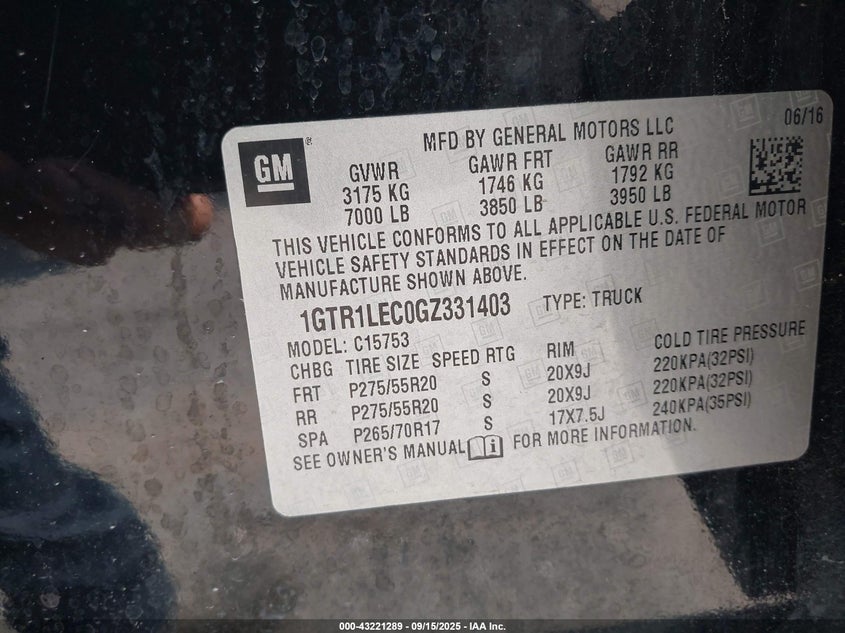 GM
®
MFD BY GENERAL MOTORS LLC
06/16
GVWR GAWR FRT GAWR RR
3175 KG 1746 KG 1792 KG
7000 LB 3850 LB 3950 LB
THIS VEHICLE CONFORMS TO ALL APPLICABLE U.S. FEDERAL MOTOR
VEHICLE SAFETY STANDARDS IN EFFECT ON THE DATE OF
MANUFACTURE SHOWN ABOVE.
1GTR1LEC0GZ331403 TYPE: TRUCK
MODEL: C15753
CHBG TIRE SIZE SPEED RTG RIM COLD TIRE PRESSURE
FRT P275/55R20 S 20X9J 220KPA(32PSI)
RR P275/55R20 S 20X9J 220KPA(32PSI)
SPA P265/70R17 S 17X7.5J 240KPA(35PSI)
SEE OWNER'S MANUAL FOR MORE INFORMATION.
000-43221289 - 09/15/2025 - IAA Inc.